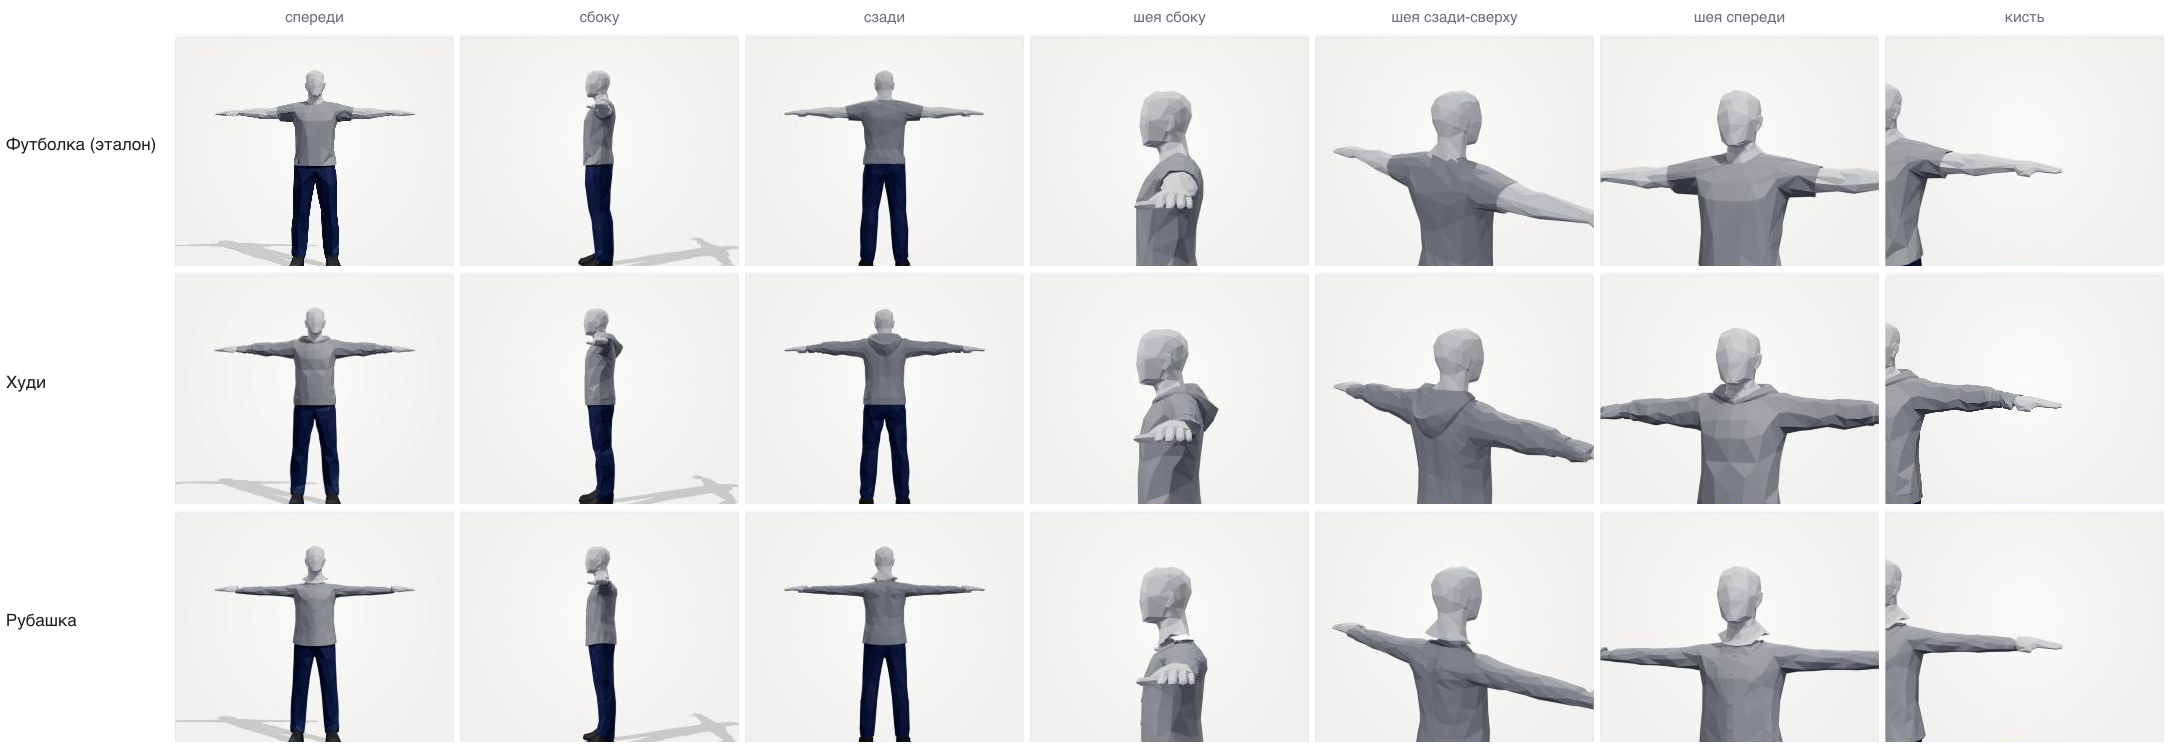 спереди сбоку сзади шея сбоку шея сзади-сверху шея спереди кисть
Футболка (эталон)
Худи
Рубашка